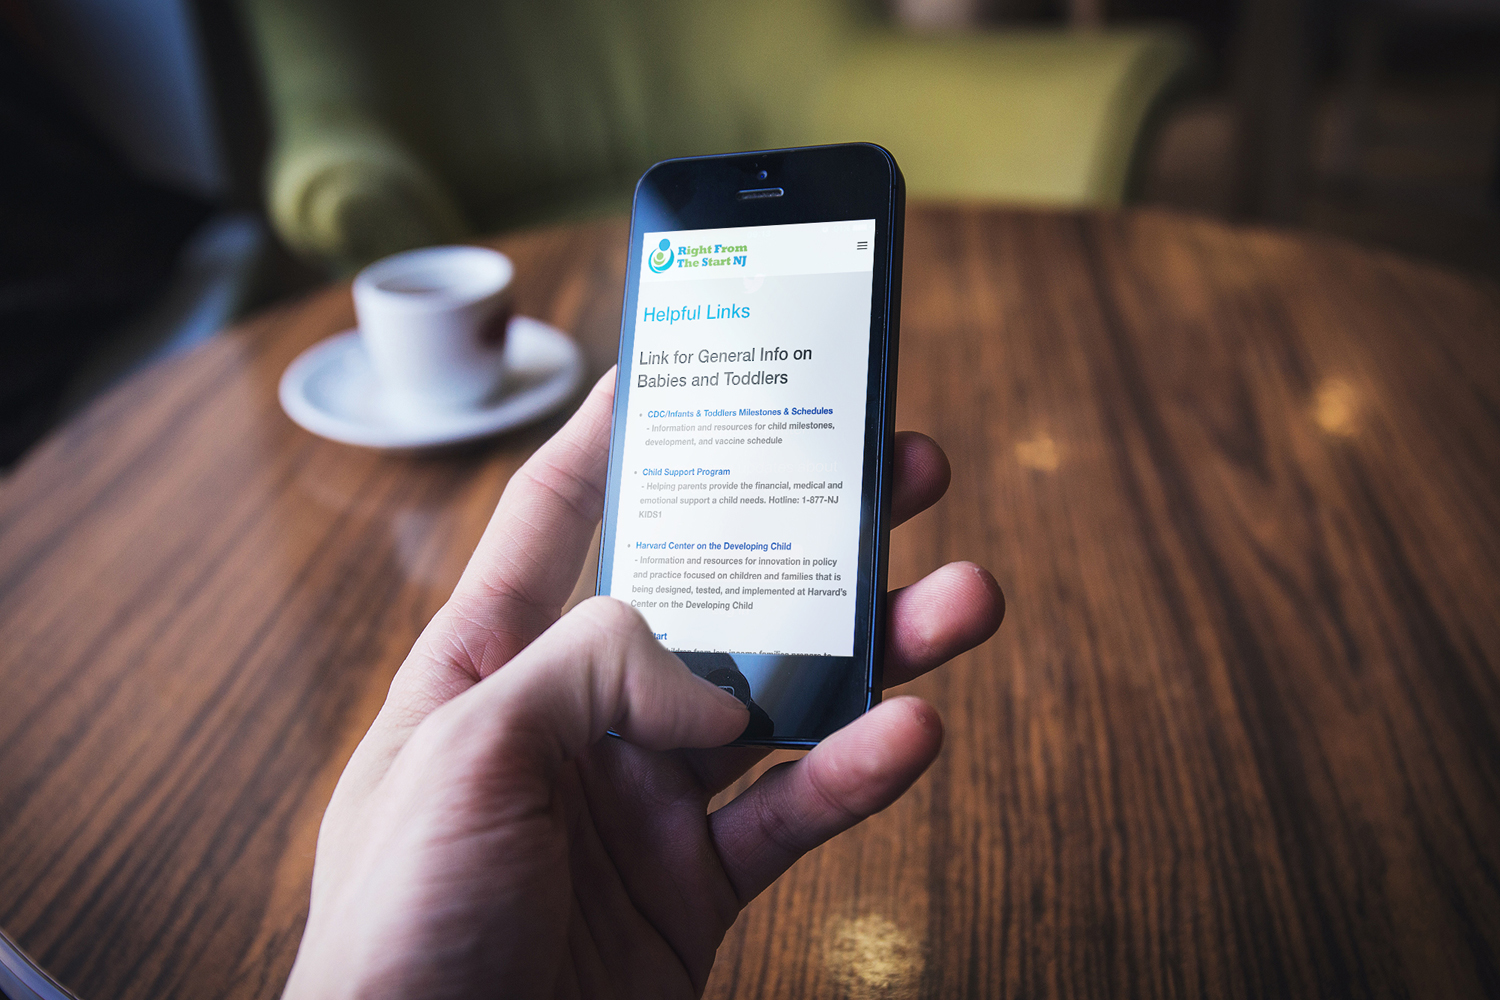 Right From
The Start NJ
Helpful Links
Link for General Info on
Babies and Toddlers
CDC/Infants & Toddlers Milestones & Schedules
- Information and resources for child milestones,
development, and vaccine schedule
Child Support Program
- Helping parents provide the financial, medical and
emotional support a child needs. Hotline: 1-877-NJ
KIDS1
Harvard Center on the Developing Child
- Information and resources for innovation in policy
and practice focused on children and families that is
being designed, tested, and implemented at Harvard's
Center on the Developing Child